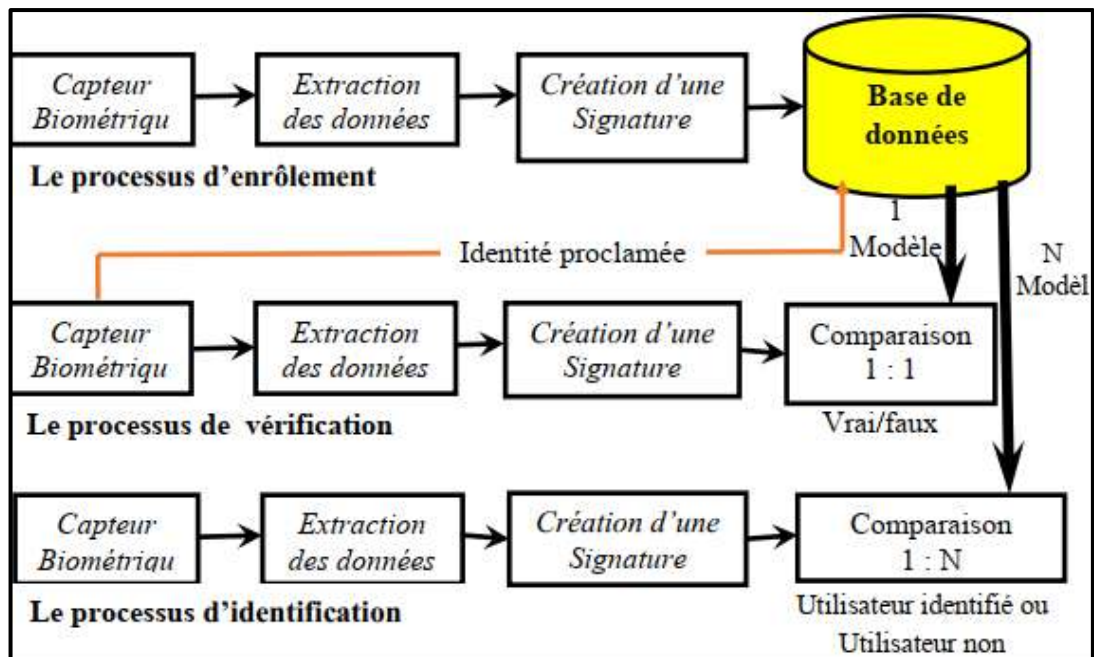 Capteur
Biométriqu
Extraction
des données
Création d'une
Signature
Base de
données
Le processus d'enrôlement
1
Modèle
N
Modèl
Identité proclamée
Capteur
Biométriqu
Extraction
des données
Création d'une
Signature
Comparaison
1 : 1
Le processus de vérification
Vrai/faux
Capteur
Biométriqu
Extraction
des données
Création d'une
Signature
Comparaison
1 : N
Le processus d'identification
Utilisateur identifié ou
Utilisateur non